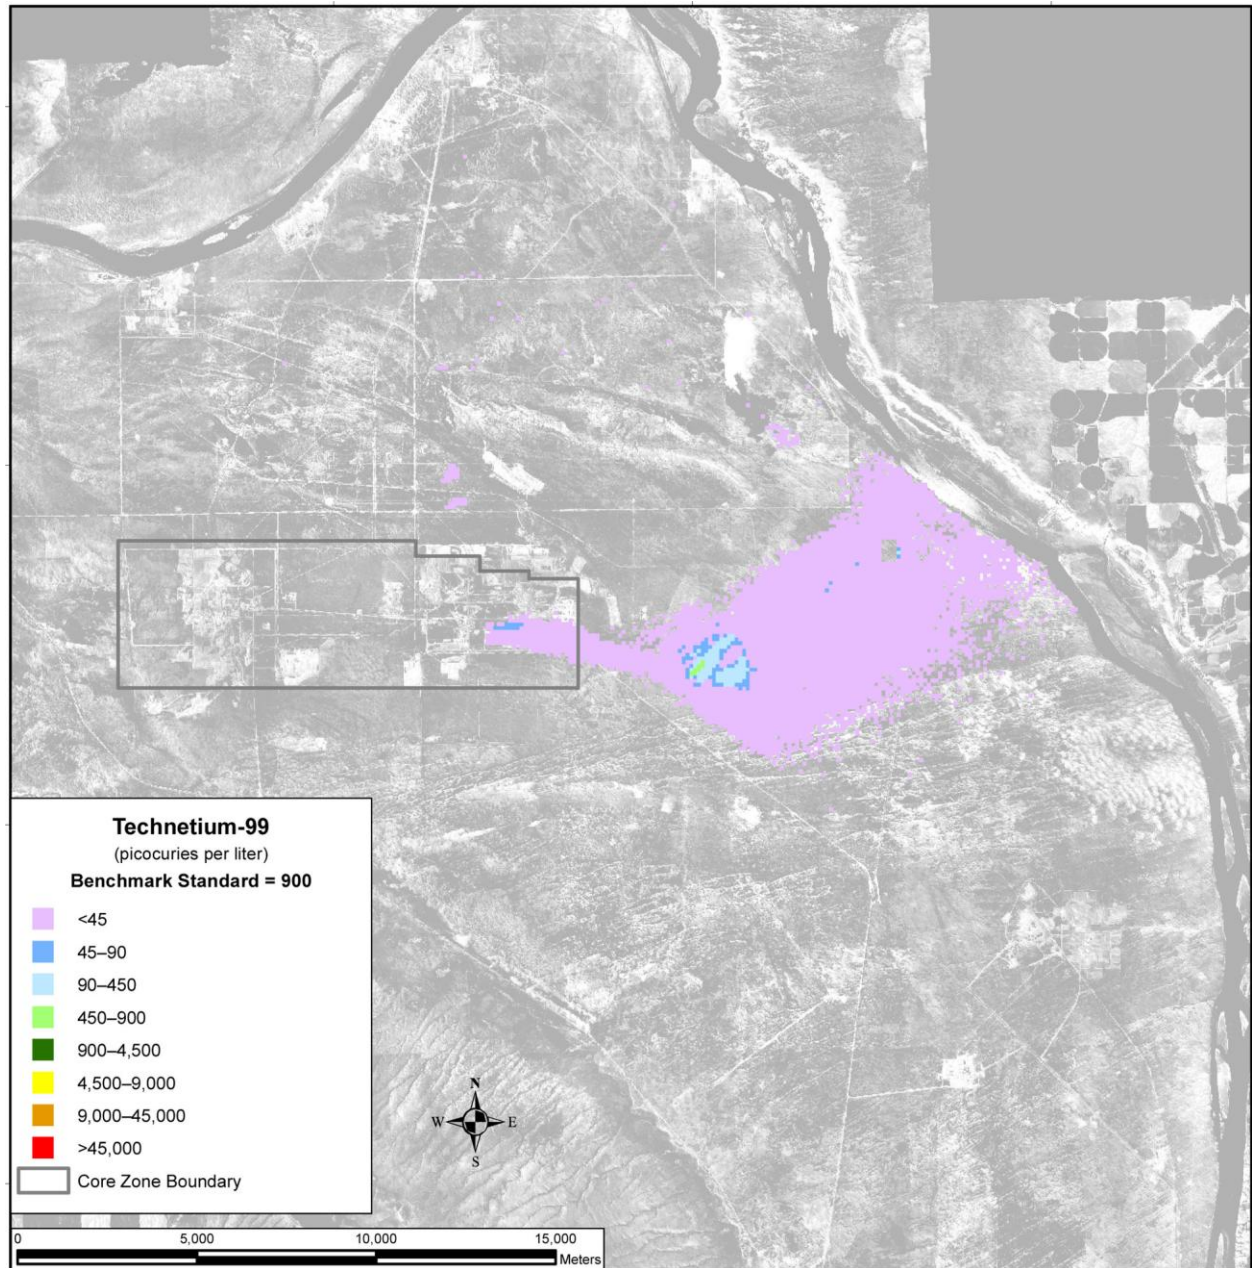 Technetium-99
(picocuries per liter)
Benchmark Standard = 900
<45
45–90
90–450
450–900
900–4,500
4,500–9,000
9,000–45,000
>45,000
Core Zone Boundary
N
W E
S
0 5,000 10,000 15,000
Meters